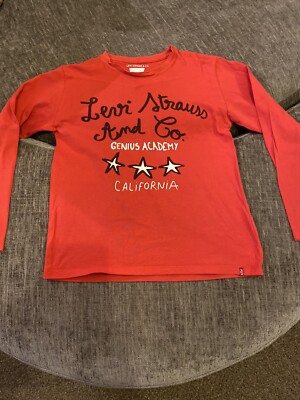 Levi Strauss
And Co.
GENIUS ACADEMY
CALIFORNIA